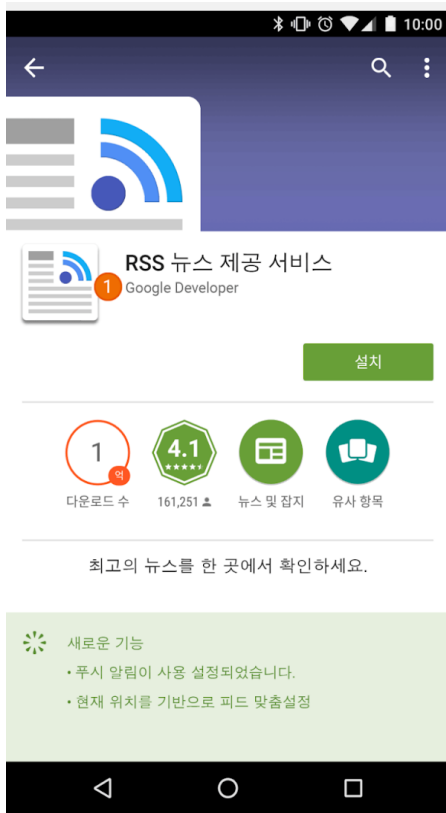 10:00
RSS 뉴스 제공 서비스
1
Google Developer
설치
1
억
4.1
다운로드 수
161,251
뉴스 및 잡지
유사 항목
최고의 뉴스를 한 곳에서 확인하세요.
새로운 기능
• 푸시 알림이 사용 설정되었습니다.
• 현재 위치를 기반으로 피드 맞춤설정